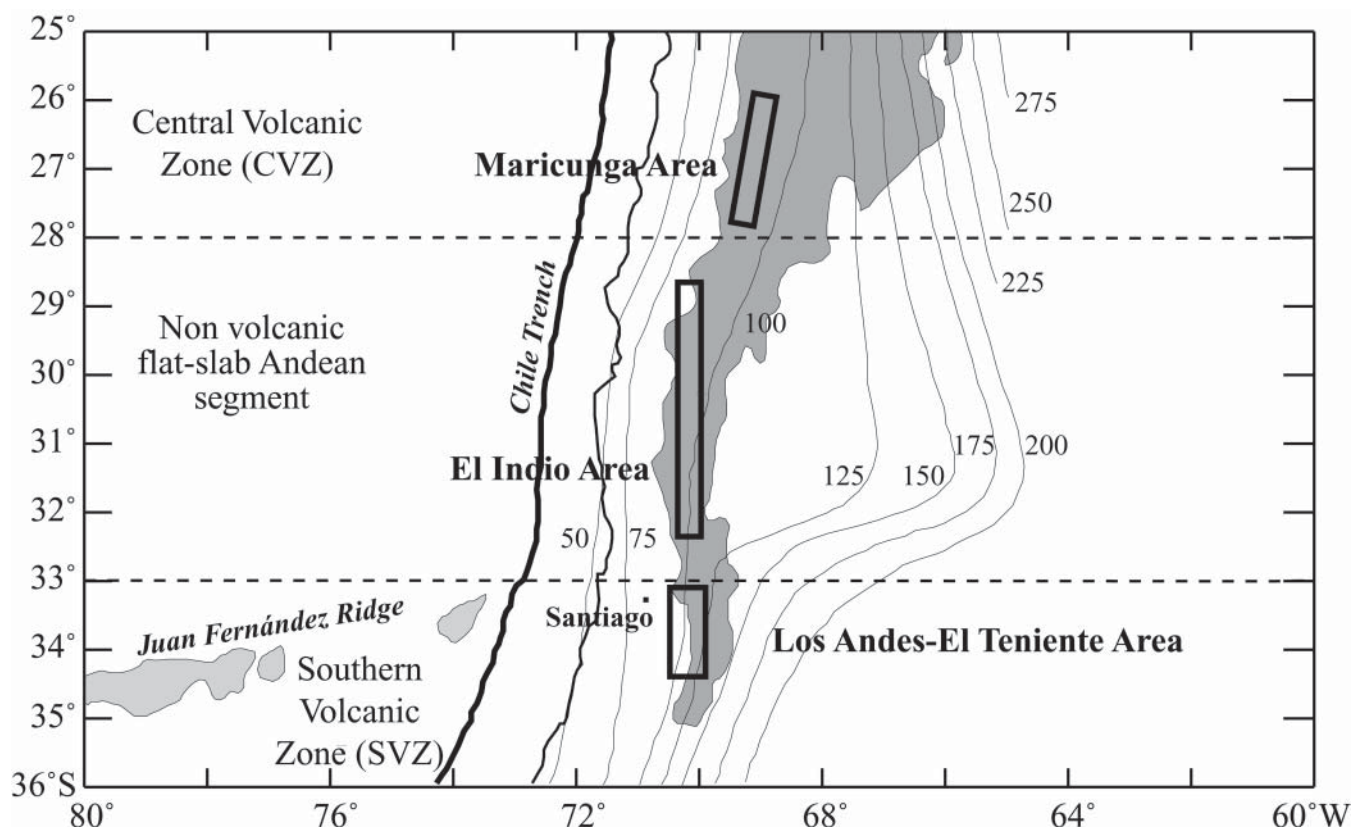 25˚
26˚
275
Central Volcanic
Zone (CVZ)
27˚
Maricunga Area
250
28˚
225
29˚
Chile Trench
100
Non volcanic
flat-slab Andean
segment
30˚
31˚
El Indio Area
125
150
175
200
32˚
50
75
33˚
Santiago
Juan Fernández Ridge
34˚
Los Andes-El Teniente Area
Southern
Volcanic
Zone (SVZ)
35˚
36˚S
80˚
76˚
72˚
68˚
64˚
60˚W